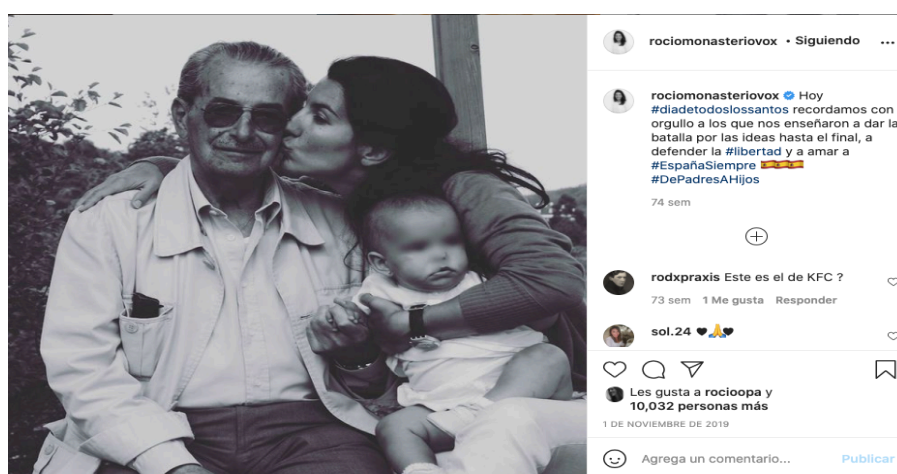 rociomonasteriovox • Siguiendo ...
rociomonasteriovox Hoy
#diadetodoslossantos recordamos con
orgullo a los que nos enseñaron a dar la
batalla por las ideas hasta el final, a
defender la #libertad y a amar a
#EspañaSiempre 🇪🇸🇪🇸🇪🇸
#DePadresAHijos
74 sem
rodxpraxis Este es el de KFC ?
73 sem 1 Me gusta Responder
sol.24 ♥🙏♥
Les gusta a rocioopa y
10,032 personas más
1 DE NOVIEMBRE DE 2019
Agrega un comentario... Publicar